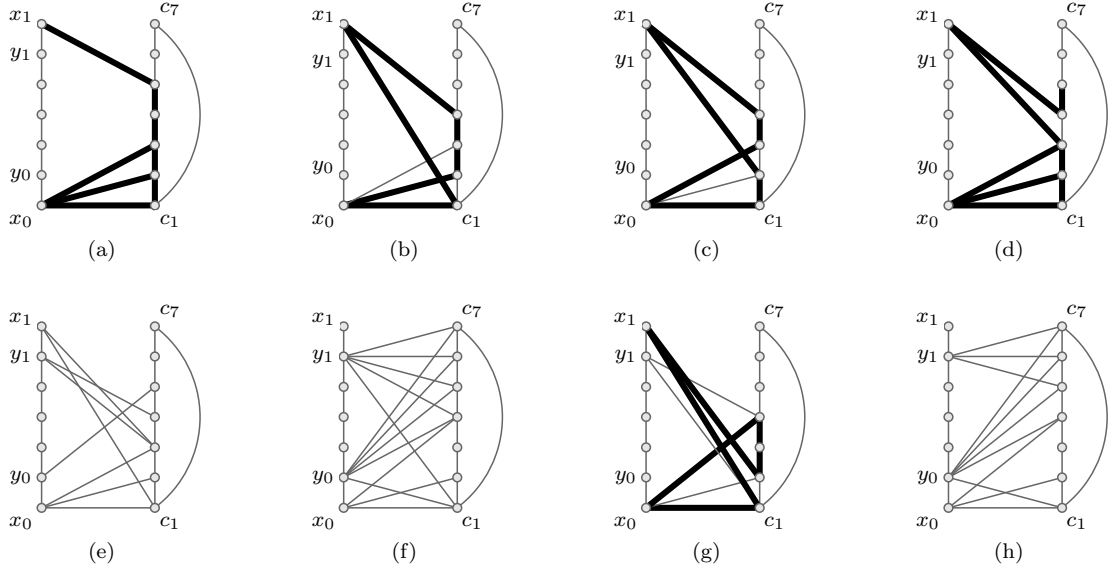 x₁ c₇ x₁ c₇ x₁ c₇ x₁ c₇
y₁ y₁ y₁ y₁
y₀ y₀ y₀ y₀
x₀ c₁ x₀ c₁ x₀ c₁ x₀ c₁
(a) (b) (c) (d)
x₁ c₇ x₁ c₇ x₁ c₇ x₁ c₇
y₁ y₁ y₁ y₁
y₀ y₀ y₀ y₀
x₀ c₁ x₀ c₁ x₀ c₁ x₀ c₁
(e) (f) (g) (h)